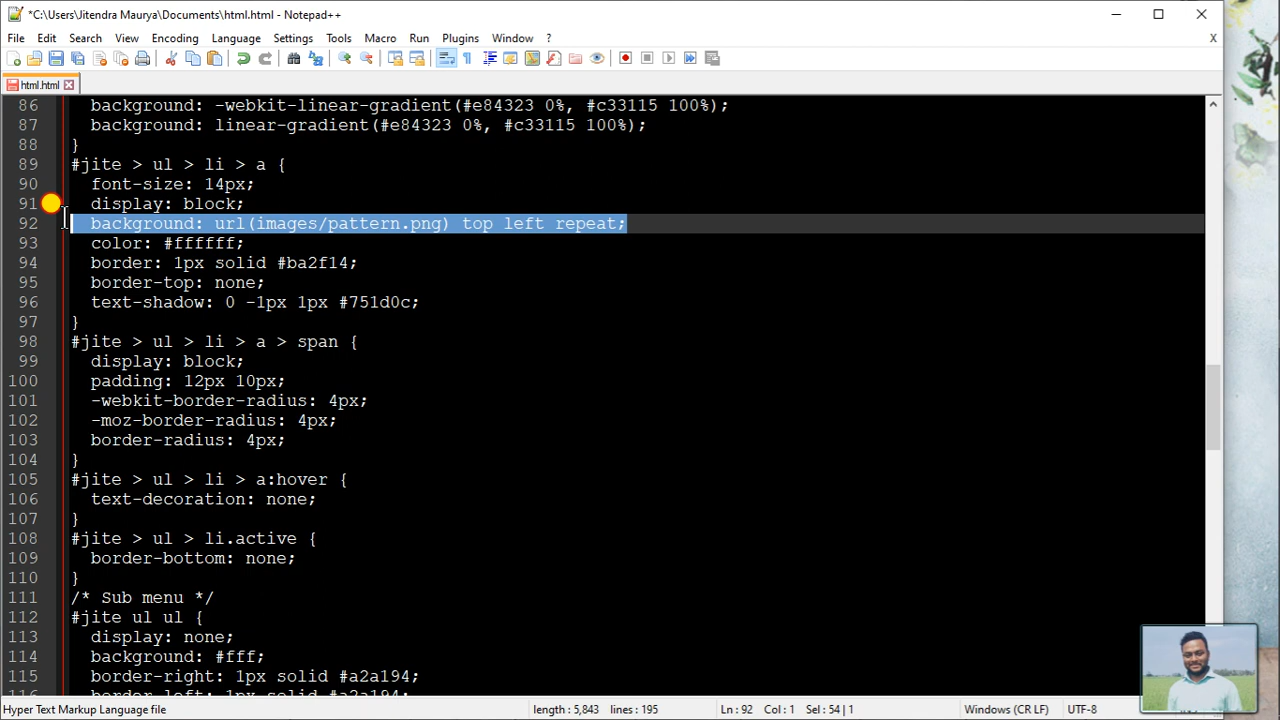 *C:\Users\Jitendra Maurya\Documents\html.html - Notepad++
File Edit Search View Encoding Language Settings Tools Macro Run Plugins Window ? X
html.html
86 background: -webkit-linear-gradient(#e84323 0%, #c33115 100%);
87 background: linear-gradient(#e84323 0%, #c33115 100%);
88 }
89 #jite > ul > li > a {
90 font-size: 14px;
91 display: block;
92 background: url(images/pattern.png) top left repeat;
93 color: #ffffff;
94 border: 1px solid #ba2f14;
95 border-top: none;
96 text-shadow: 0 -1px 1px #751d0c;
97 }
98 #jite > ul > li > a > span {
99 display: block;
100 padding: 12px 10px;
101 -webkit-border-radius: 4px;
102 -moz-border-radius: 4px;
103 border-radius: 4px;
104 }
105 #jite > ul > li > a:hover {
106 text-decoration: none;
107 }
108 #jite > ul > li.active {
109 border-bottom: none;
110 }
111 /* Sub menu */
112 #jite ul ul {
113 display: none;
114 background: #fff;
115 border-right: 1px solid #a2a194;
116 border-left: 1px solid #a2a194;
Hyper Text Markup Language file length : 5,843 lines : 195 Ln : 92 Col : 1 Sel : 54 | 1 Windows (CR LF) UTF-8